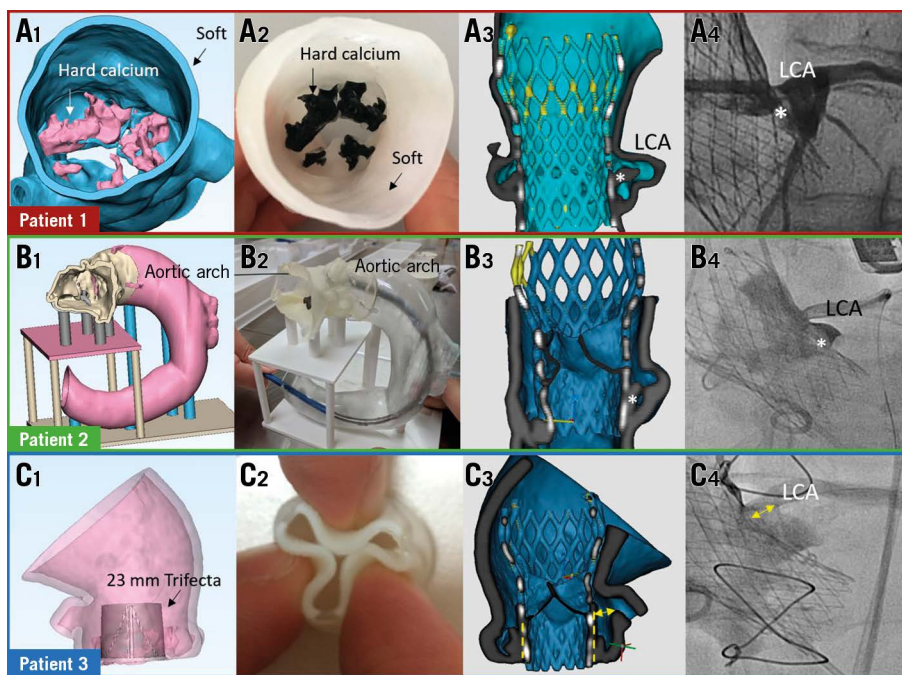 A1
Soft
Hard calcium
Patient 1
A2
Hard calcium
Soft
A3
LCA
*
A4
LCA
*
B1
Aortic arch
Patient 2
B2
Aortic arch
B3
*
B4
LCA
*
C1
23 mm Trifecta
Patient 3
C2
C3
C4
LCA